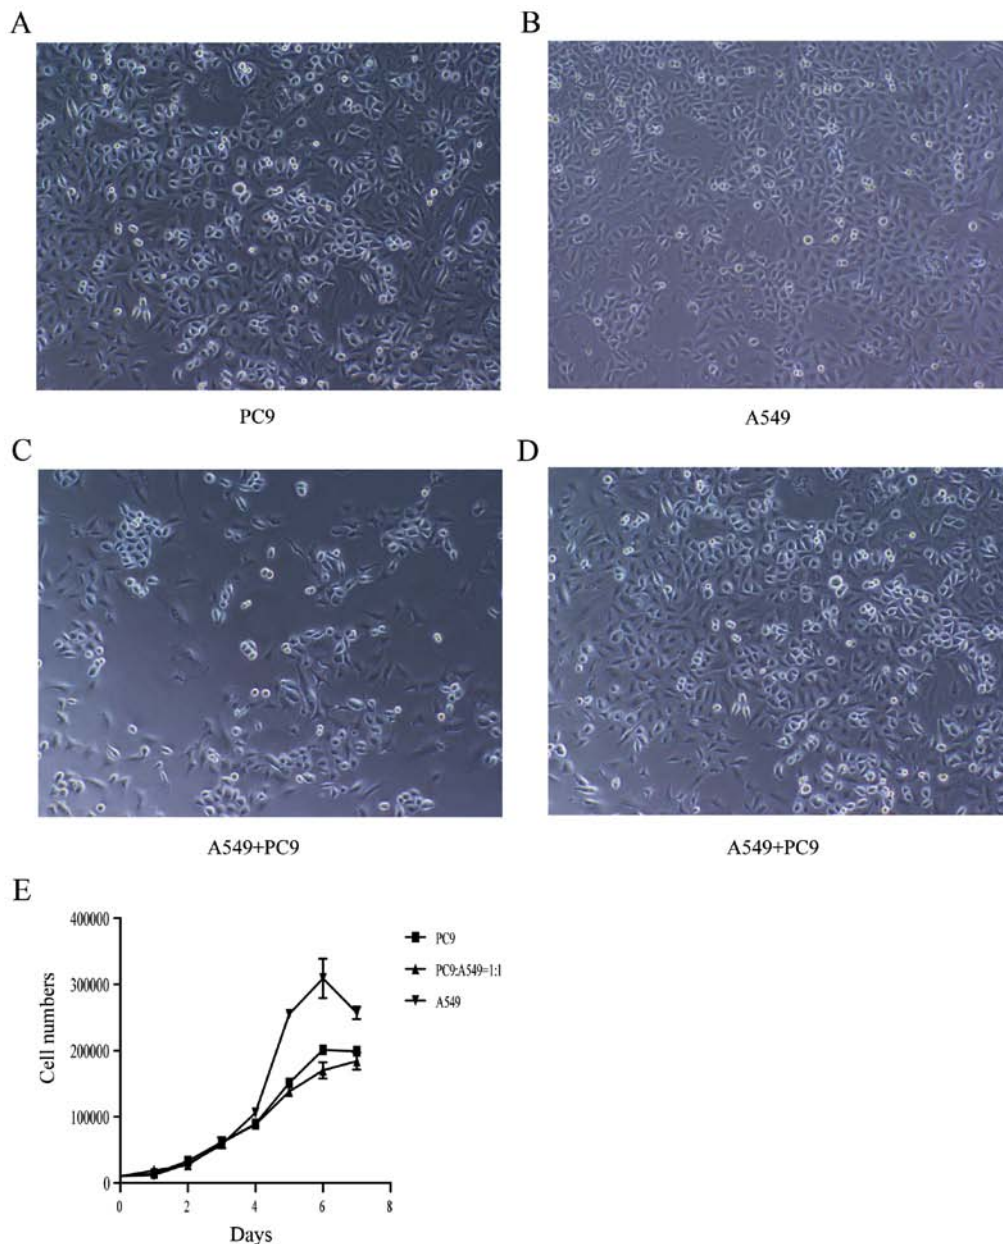 A
B
PC9
A549
C
D
A549+PC9
A549+PC9
E
400000
300000
200000
100000
0
Cell numbers
0 2 4 6 8
Days
PC9
PC9:A549=1:1
A549